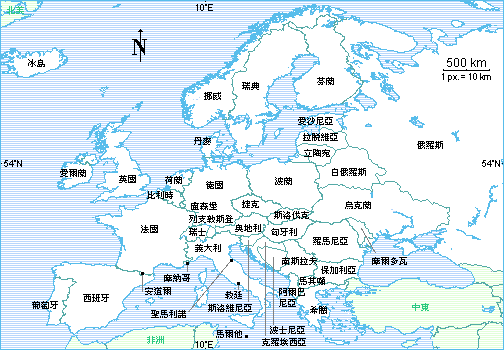 北美
10°E
N
冰島
500 km
1 px.= 10 km
挪威
瑞典
芬蘭
愛沙尼亞
拉脫維亞
立陶宛
俄羅斯
丹麥
54°N
54°N
愛爾蘭
英國
荷蘭
比利時
德國
波蘭
白俄羅斯
盧森堡
列支敦斯登
捷克
斯洛伐克
烏克蘭
法國
瑞士
奧地利
匈牙利
羅馬尼亞
義大利
南斯拉夫
摩爾多瓦
保加利亞
馬其頓
摩納哥
安道爾
西班牙
葡萄牙
聖馬利諾
教廷
斯洛維尼亞
阿爾巴
尼亞
希臘
中東
非洲
馬爾他
波士尼亞
克羅埃西亞
10°E